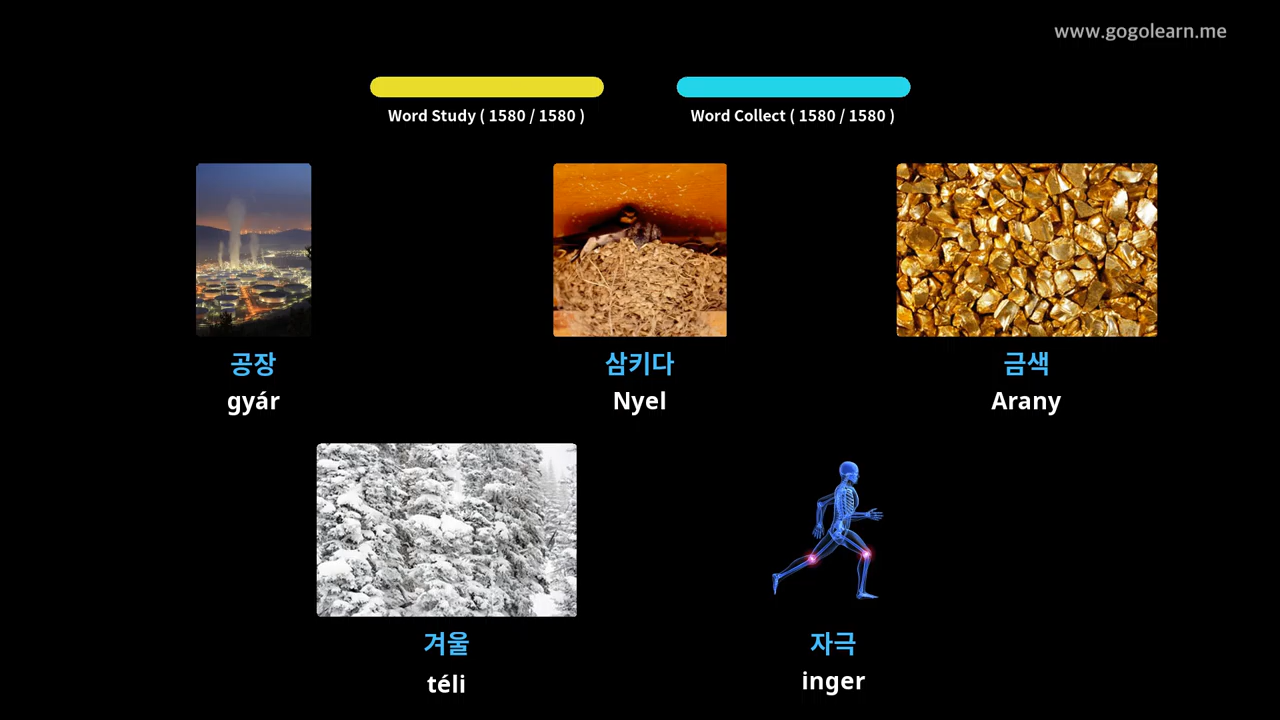 www.gogolearn.me
Word Study ( 1580 / 1580 )
Word Collect ( 1580 / 1580 )
공장
gyár
삼키다
Nyel
금색
Arany
겨울
téli
자극
inger